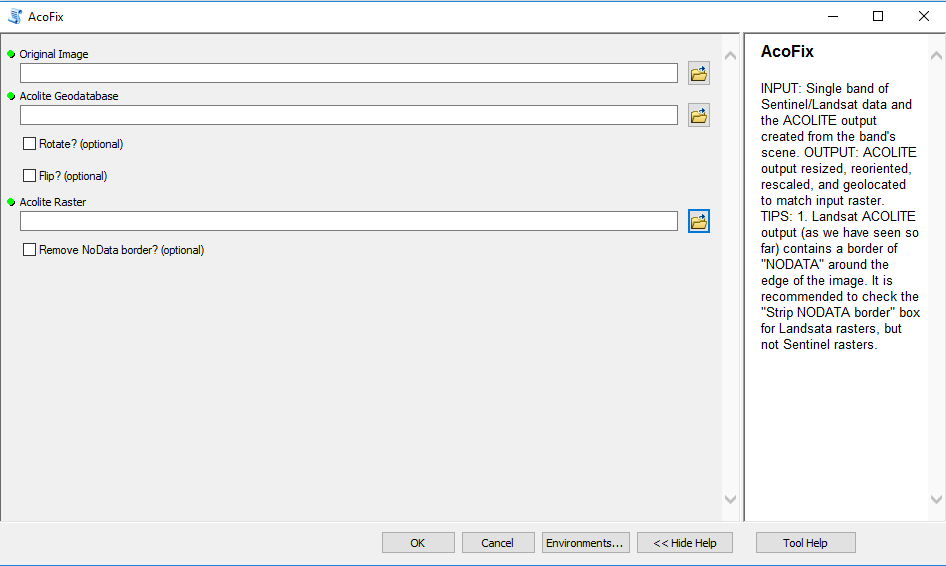 AcoFix
Original Image
Acolite Geodatabase
Rotate? (optional)
Flip? (optional)
Acolite Raster
Remove NoData border? (optional)
AcoFix
INPUT: Single band of
Sentinel/Landsat data and
the ACOLITE output
created from the band's
scene. OUTPUT: ACOLITE
output resized, reoriented,
rescaled, and geolocated
to match input raster.
TIPS: 1. Landsat ACOLITE
output (as we have seen so
far) contains a border of
"NODATA" around the
edge of the image. It is
recommended to check the
"Strip NODATA border" box
for Landsata rasters, but
not Sentinel rasters.
OK
Cancel
Environments...
<< Hide Help
Tool Help